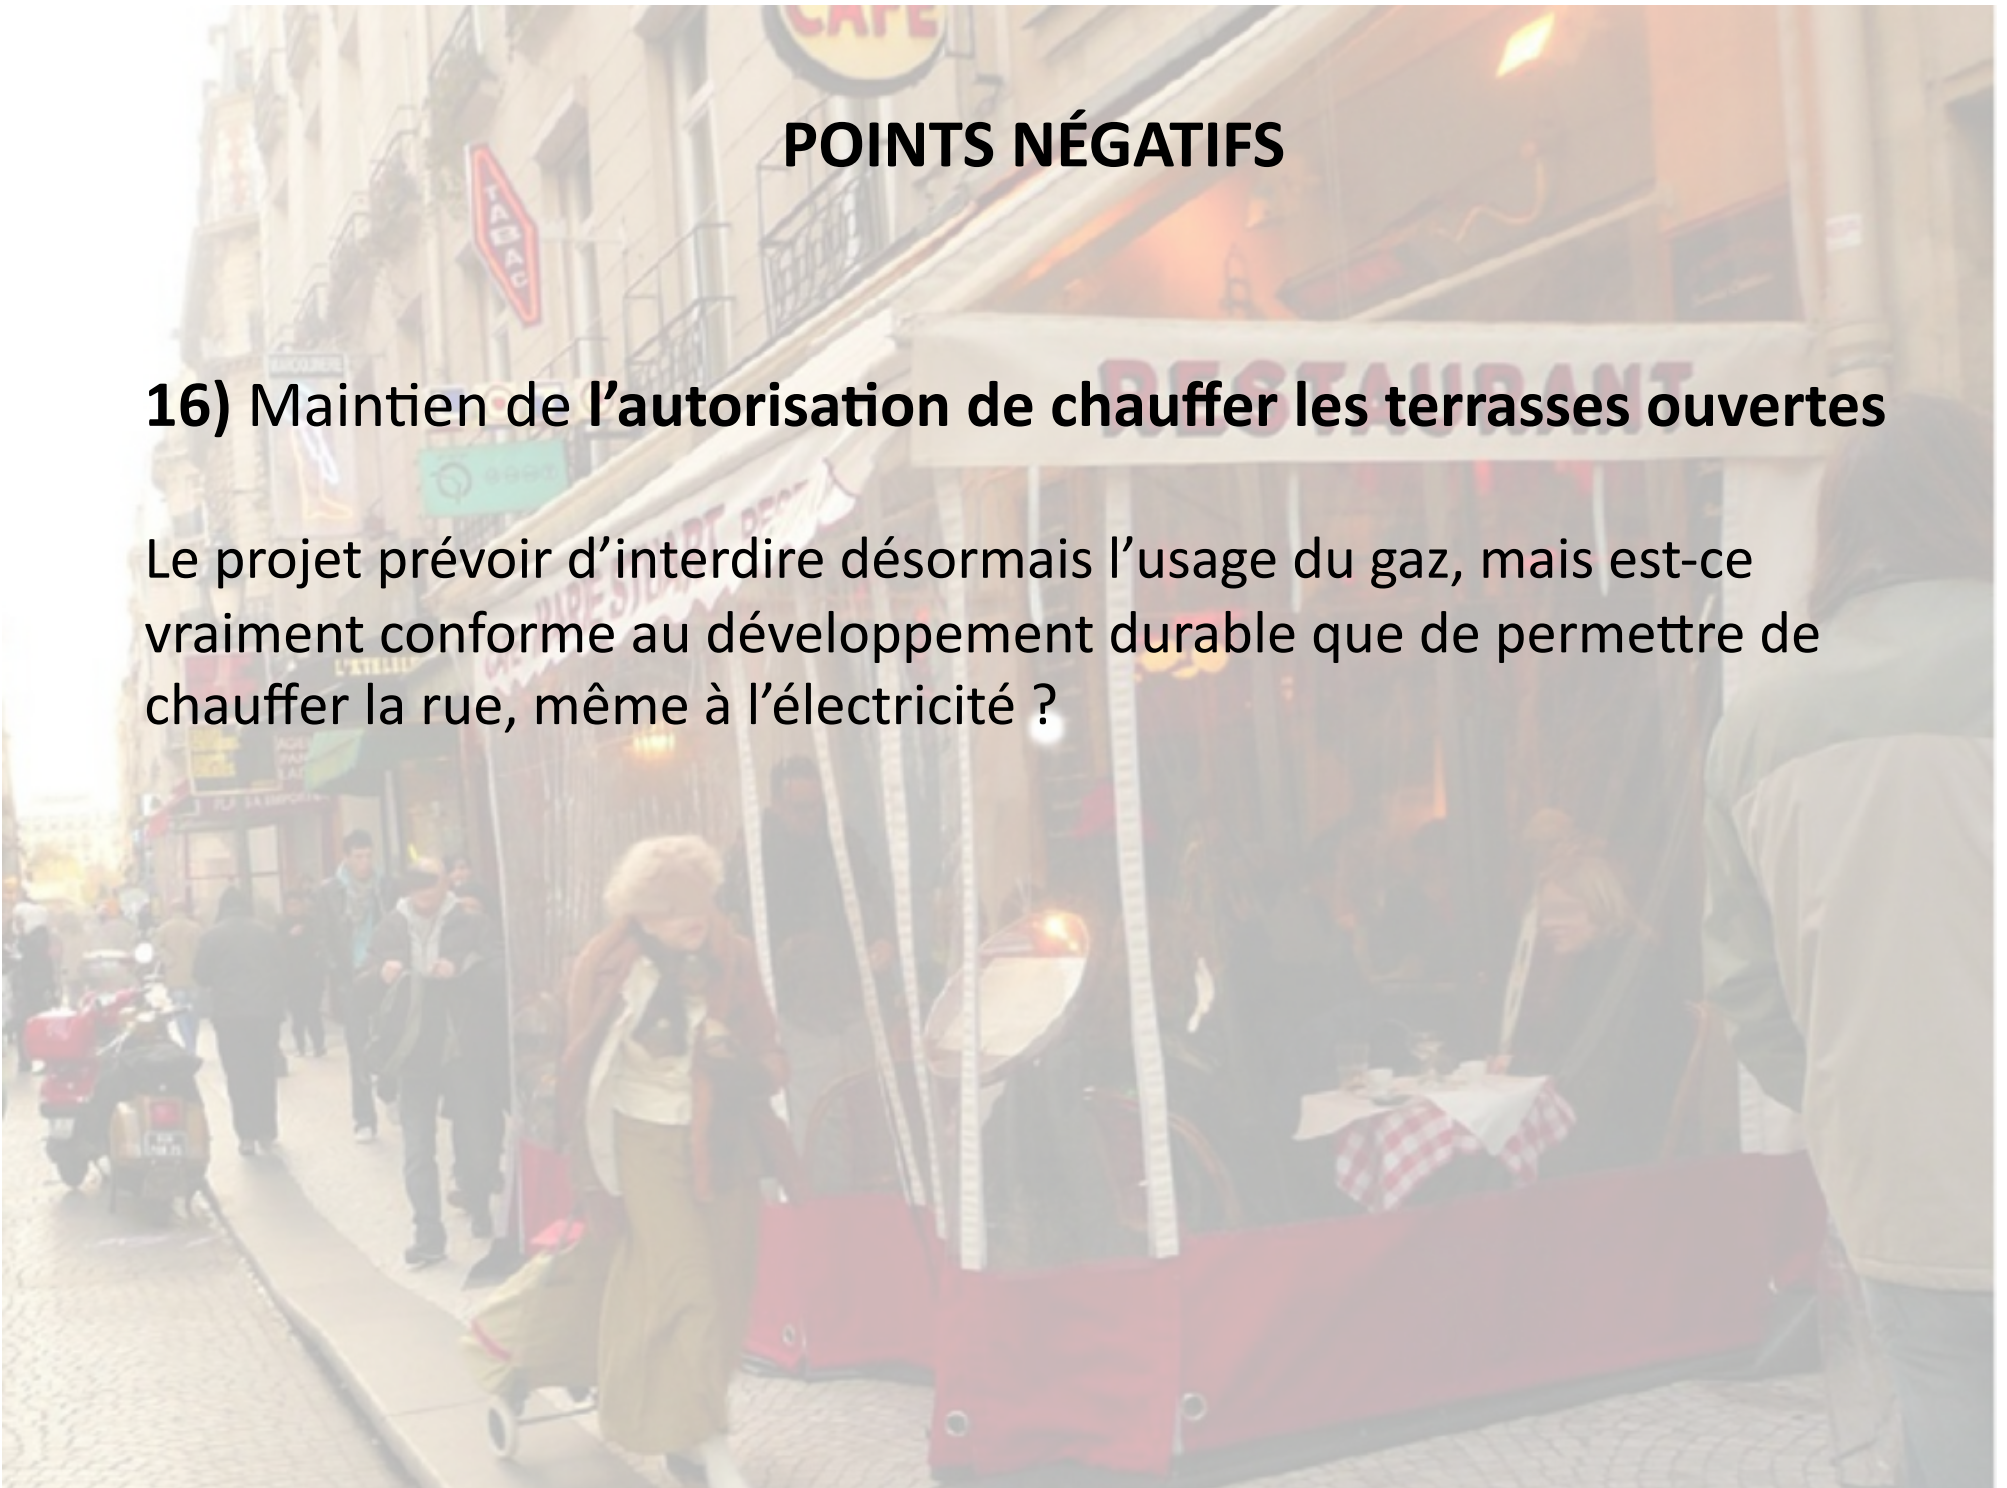 CAFE
POINTS NÉGATIFS
TABAC
16) Maintien de l’autorisation de chauffer les terrasses ouvertes
RESTAURANT
Le projet prévoir d’interdire désormais l’usage du gaz, mais est-ce
vraiment conforme au développement durable que de permettre de
chauffer la rue, même à l’électricité ?